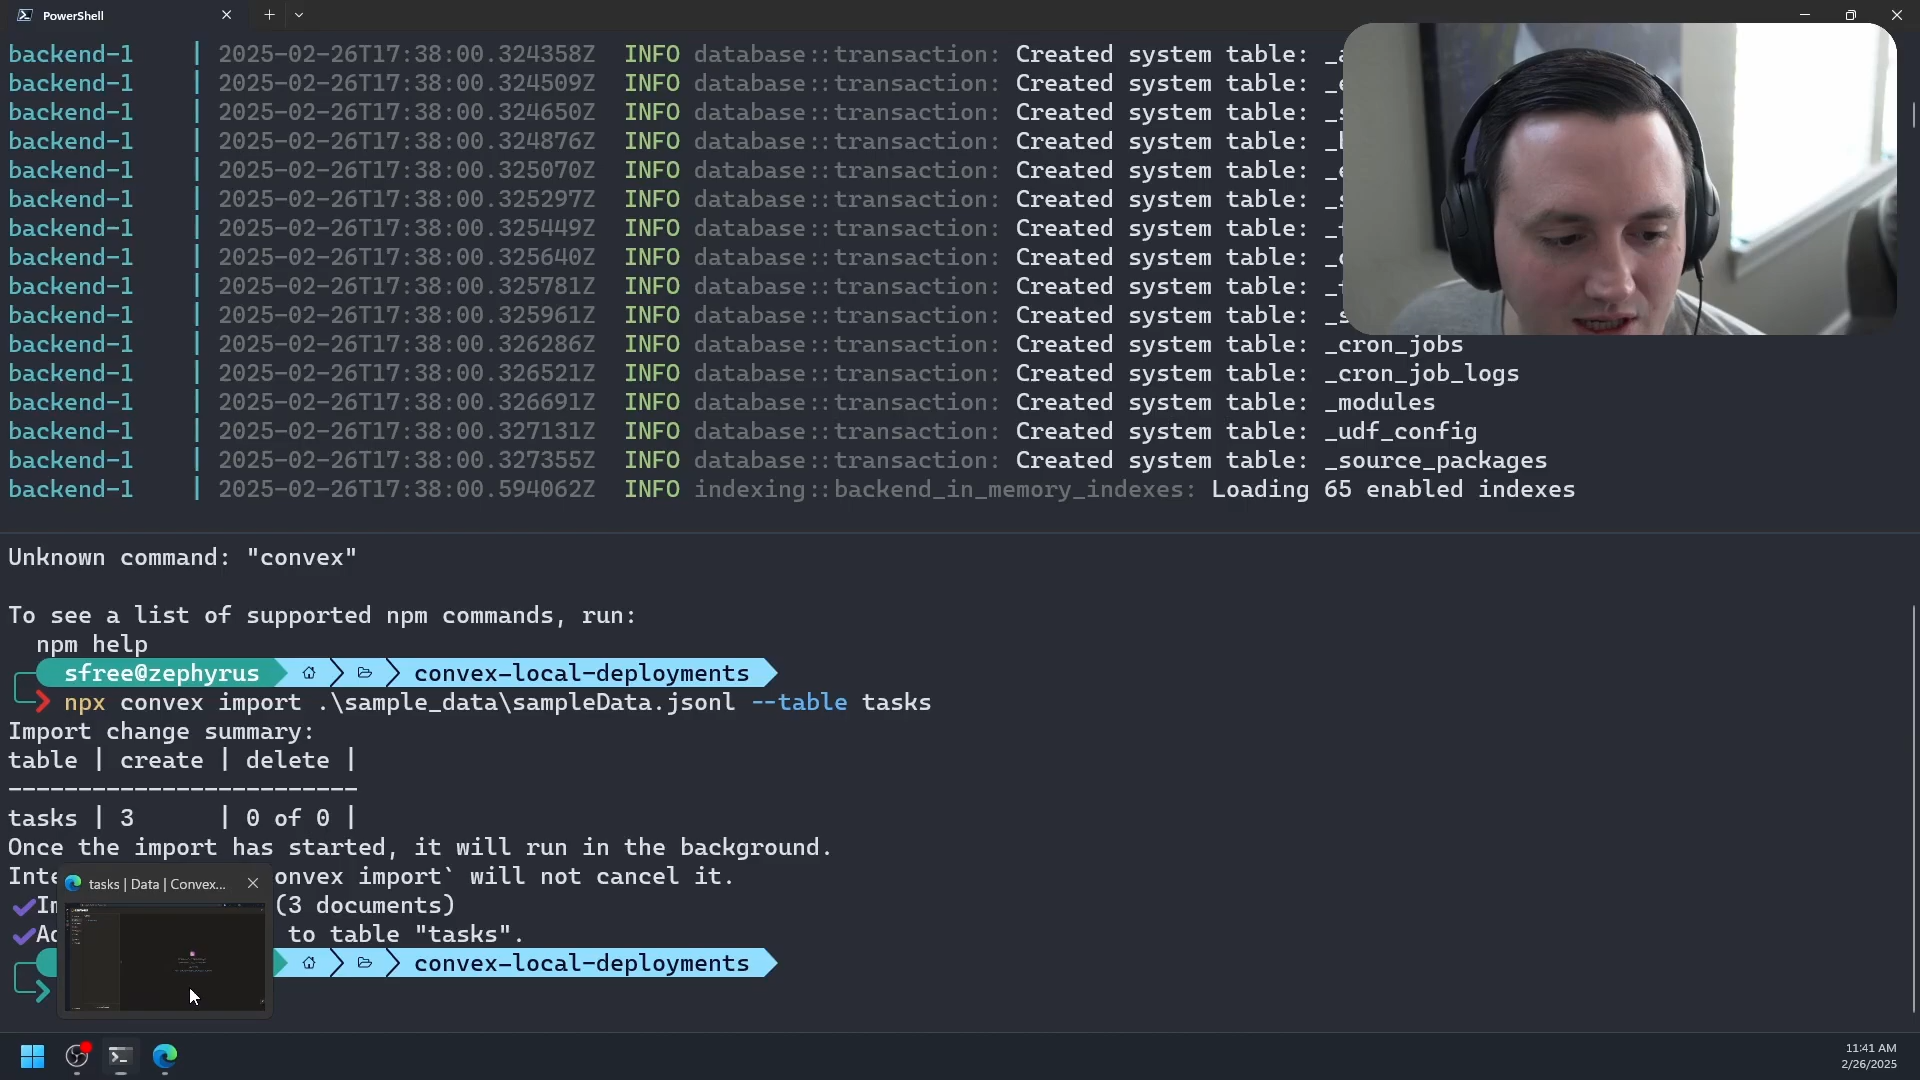 PowerShell
backend-1 | 2025-02-26T17:38:00.324358Z INFO database::transaction: Created system table:
backend-1 | 2025-02-26T17:38:00.324509Z INFO database::transaction: Created system table:
backend-1 | 2025-02-26T17:38:00.324650Z INFO database::transaction: Created system table:
backend-1 | 2025-02-26T17:38:00.324876Z INFO database::transaction: Created system table:
backend-1 | 2025-02-26T17:38:00.325070Z INFO database::transaction: Created system table:
backend-1 | 2025-02-26T17:38:00.325297Z INFO database::transaction: Created system table:
backend-1 | 2025-02-26T17:38:00.325449Z INFO database::transaction: Created system table:
backend-1 | 2025-02-26T17:38:00.325640Z INFO database::transaction: Created system table:
backend-1 | 2025-02-26T17:38:00.325781Z INFO database::transaction: Created system table:
backend-1 | 2025-02-26T17:38:00.325961Z INFO database::transaction: Created system table:
backend-1 | 2025-02-26T17:38:00.326286Z INFO database::transaction: Created system table: _cron_jobs
backend-1 | 2025-02-26T17:38:00.326521Z INFO database::transaction: Created system table: _cron_job_logs
backend-1 | 2025-02-26T17:38:00.326691Z INFO database::transaction: Created system table: _modules
backend-1 | 2025-02-26T17:38:00.327131Z INFO database::transaction: Created system table: _udf_config
backend-1 | 2025-02-26T17:38:00.327355Z INFO database::transaction: Created system table: _source_packages
backend-1 | 2025-02-26T17:38:00.594062Z INFO indexing::backend_in_memory_indexes: Loading 65 enabled indexes
Unknown command: "convex"
To see a list of supported npm commands, run:
npm help
sfree@zephyrus convex-local-deployments
npx convex import .\sample_data\sampleData.jsonl --table tasks
Import change summary:
table | create | delete |
-------------------------
tasks | 3 | 0 of 0 |
Once the import has started, it will run in the background.
convex import` will not cancel it.
(3 documents)
to table "tasks".
convex-local-deployments
tasks | Data | Convex...
11:41 AM
2/26/2025